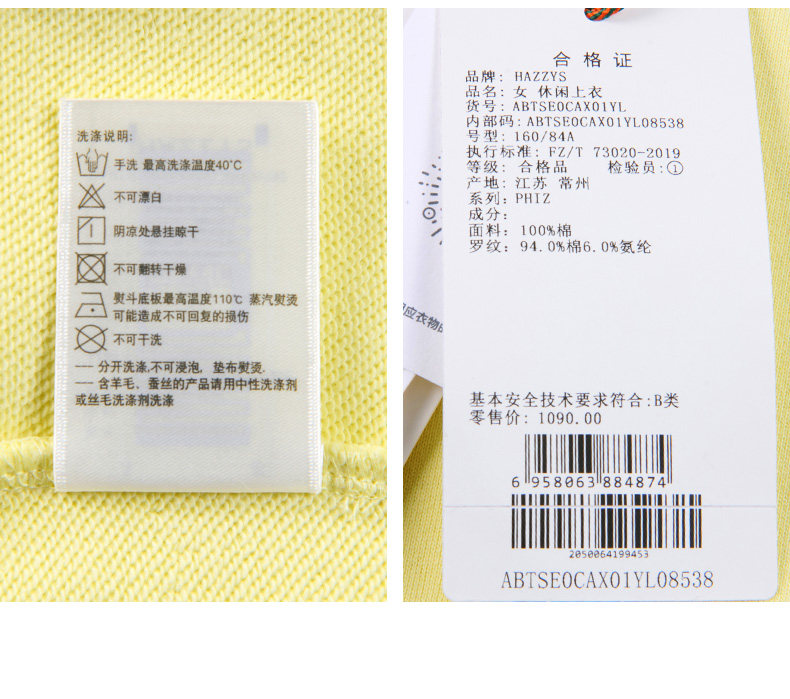 洗涤说明:
手洗 最高洗涤温度40℃
不可漂白
阴凉处悬挂晾干
不可翻转干燥
熨斗底板最高温度110℃ 蒸汽熨烫
可能造成不可回复的损伤
不可干洗
一 分开洗涤,不可浸泡, 垫布熨烫.
一 含羊毛、蚕丝的产品请用中性洗涤剂
或丝毛洗涤剂洗涤
合格证
品牌: HAZZYS
品名: 女 休闲上衣
货号: ABTSE0CAX01YL
内部码: ABTSE0CAX01YL08538
号型: 160/84A
执行标准: FZ/T 73020-2019
等级: 合格品 检验员:①
产地: 江苏 常州
系列: PHIZ
成分:
面料: 100%棉
罗纹: 94.0%棉6.0%氨纶
应衣物
基本安全技术要求符合:B类
零售价: 1090.00
6 958063 884874
2050064199453
ABTSE0CAX01YL08538